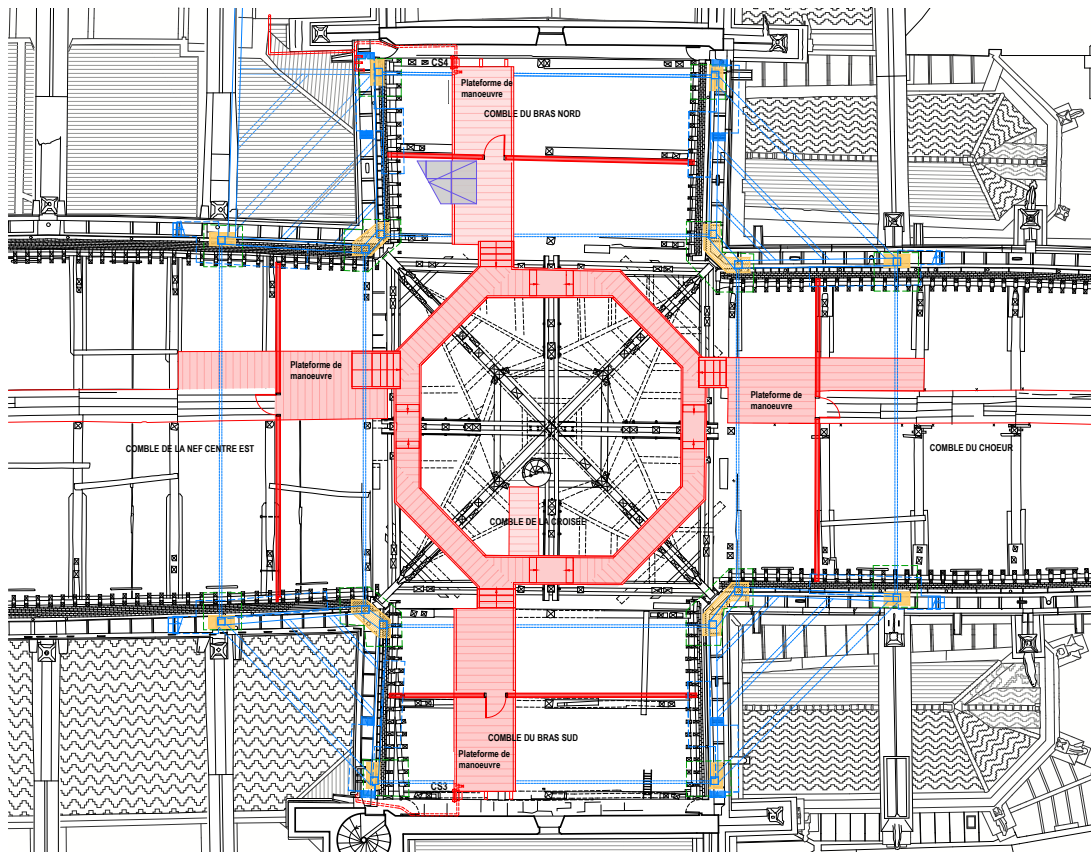 CS4
Plateforme de
manoeuvre
COMBLE DU BRAS NORD
Plateforme de
manoeuvre
Plateforme de
manoeuvre
COMBLE DE LA NEF CENTRE EST
COMBLE DU CHOEUR
COMBLE DE LA CROISEE
COMBLE DU BRAS SUD
Plateforme de
manoeuvre
CS3